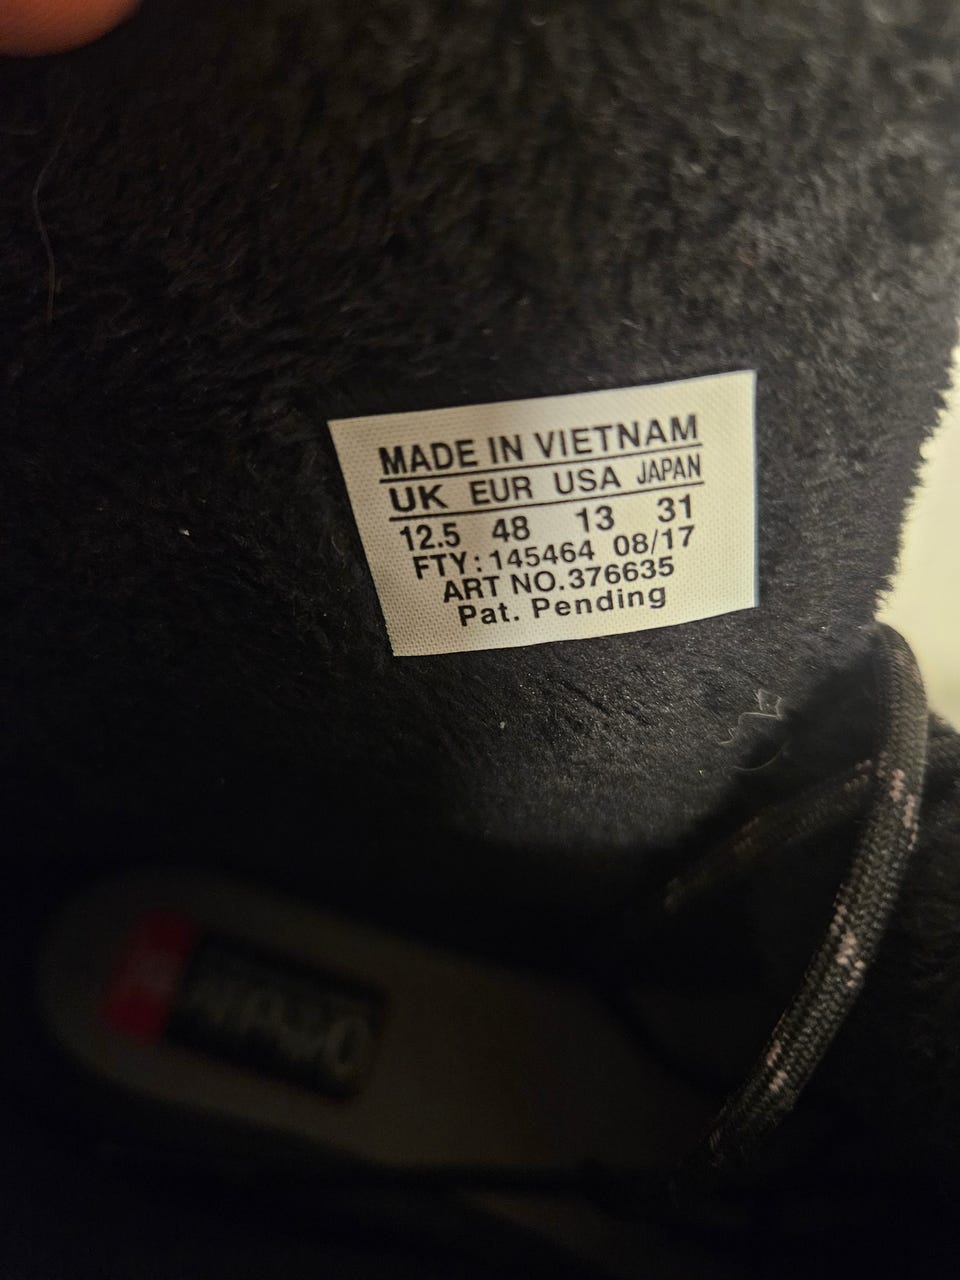 MADE IN VIETNAM
UK EUR USA JAPAN
12.5 48 13 31
FTY: 145464 08/17
ART NO.376635
Pat. Pending
Ortholite